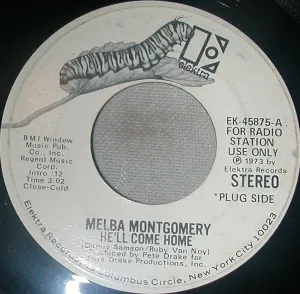 elektra
EK-45875-A
FOR RADIO
STATION
USE ONLY
Ⓟ 1973 by
Elektra Records
STEREO
*PLUG SIDE
BMI Window
Music Pub.
Co., Inc.
Regent Music
Corp.
Intro :12
Time 3:02
Close-Cold
MELBA MONTGOMERY
HE'LL COME HOME
(Danny Samson/Ruby Van Noy)
Produced by Pete Drake for
Pete Drake Productions, Inc.
Elektra Records Columbus Circle, New York City 10023